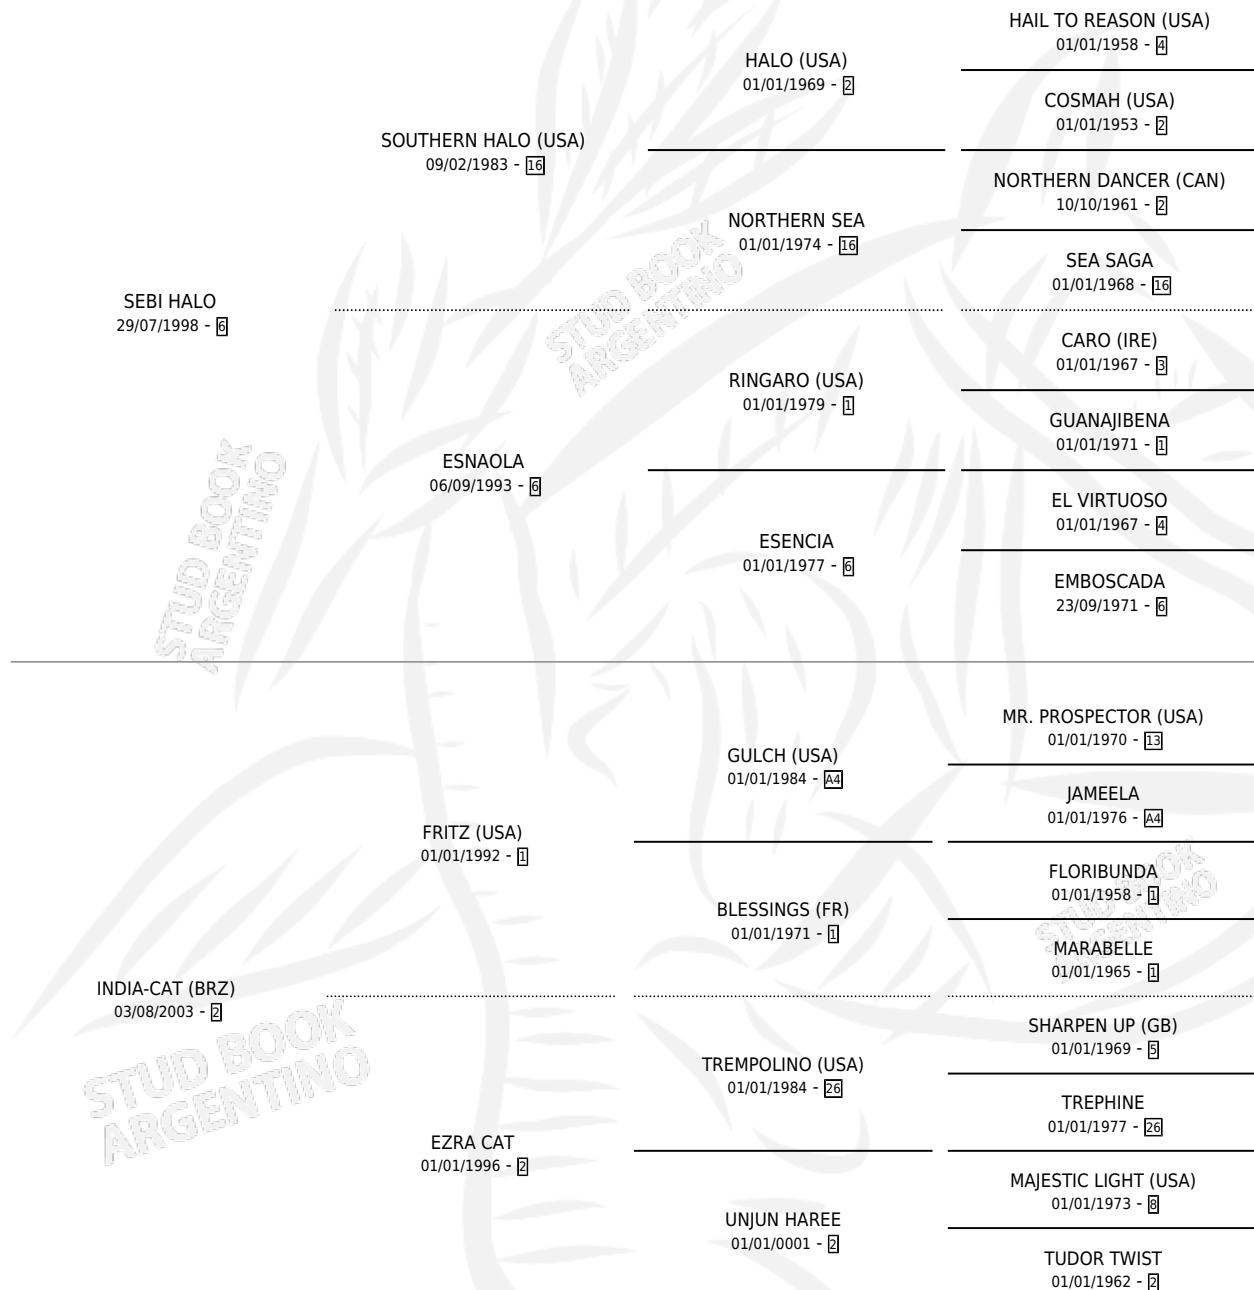 HAIL TO REASON (USA)
01/01/1958 - 4
HALO (USA)
01/01/1969 - 2
COSMAH (USA)
01/01/1953 - 2
SOUTHERN HALO (USA)
09/02/1983 - 16
NORTHERN DANCER (CAN)
10/10/1961 - 2
NORTHERN SEA
01/01/1974 - 16
SEA SAGA
01/01/1968 - 16
SEBI HALO
29/07/1998 - 6
STUD BOOK
ARGENTINO
CARO (IRE)
01/01/1967 - 3
RINGARO (USA)
01/01/1979 - 1
GUANAJIBENA
01/01/1971 - 1
ESNAOLA
06/09/1993 - 6
EL VIRTUOSO
01/01/1967 - 4
ESENCIA
01/01/1977 - 6
EMBOSCADA
23/09/1971 - 6
STUD BOOK
ARGENTINO
MR. PROSPECTOR (USA)
01/01/1970 - 13
GULCH (USA)
01/01/1984 - A4
JAMEELA
01/01/1976 - A4
FRITZ (USA)
01/01/1992 - 1
FLORIBUNDA
01/01/1958 - 1
BLESSINGS (FR)
01/01/1971 - 1
STUD BOOK
ARGENTINO
MARABELLE
01/01/1965 - 1
INDIA-CAT (BRZ)
03/08/2003 - 2
SHARPEN UP (GB)
01/01/1969 - 5
TREMPOLINO (USA)
01/01/1984 - 26
TREPHINE
01/01/1977 - 26
STUD BOOK
ARGENTINO
EZRA CAT
01/01/1996 - 2
MAJESTIC LIGHT (USA)
01/01/1973 - 8
UNJUN HAREE
01/01/0001 - 2
TUDOR TWIST
01/01/1962 - 2